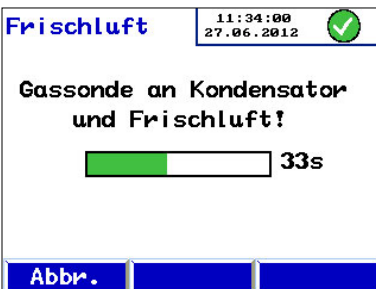 Frischluft
11:34:00
27.06.2012
Gassonde an Kondensator
und Frischluft!
33s
Abbr.